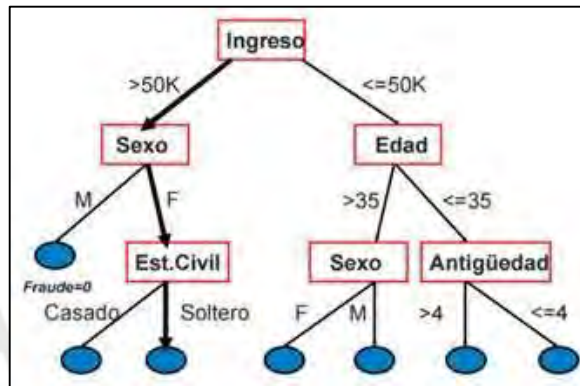 Ingreso
>50K <=50K
Sexo Edad
M F >35 <=35
Est.Civil Sexo Antigüedad
Fraude=0
Casado Soltero F M >4 <=4